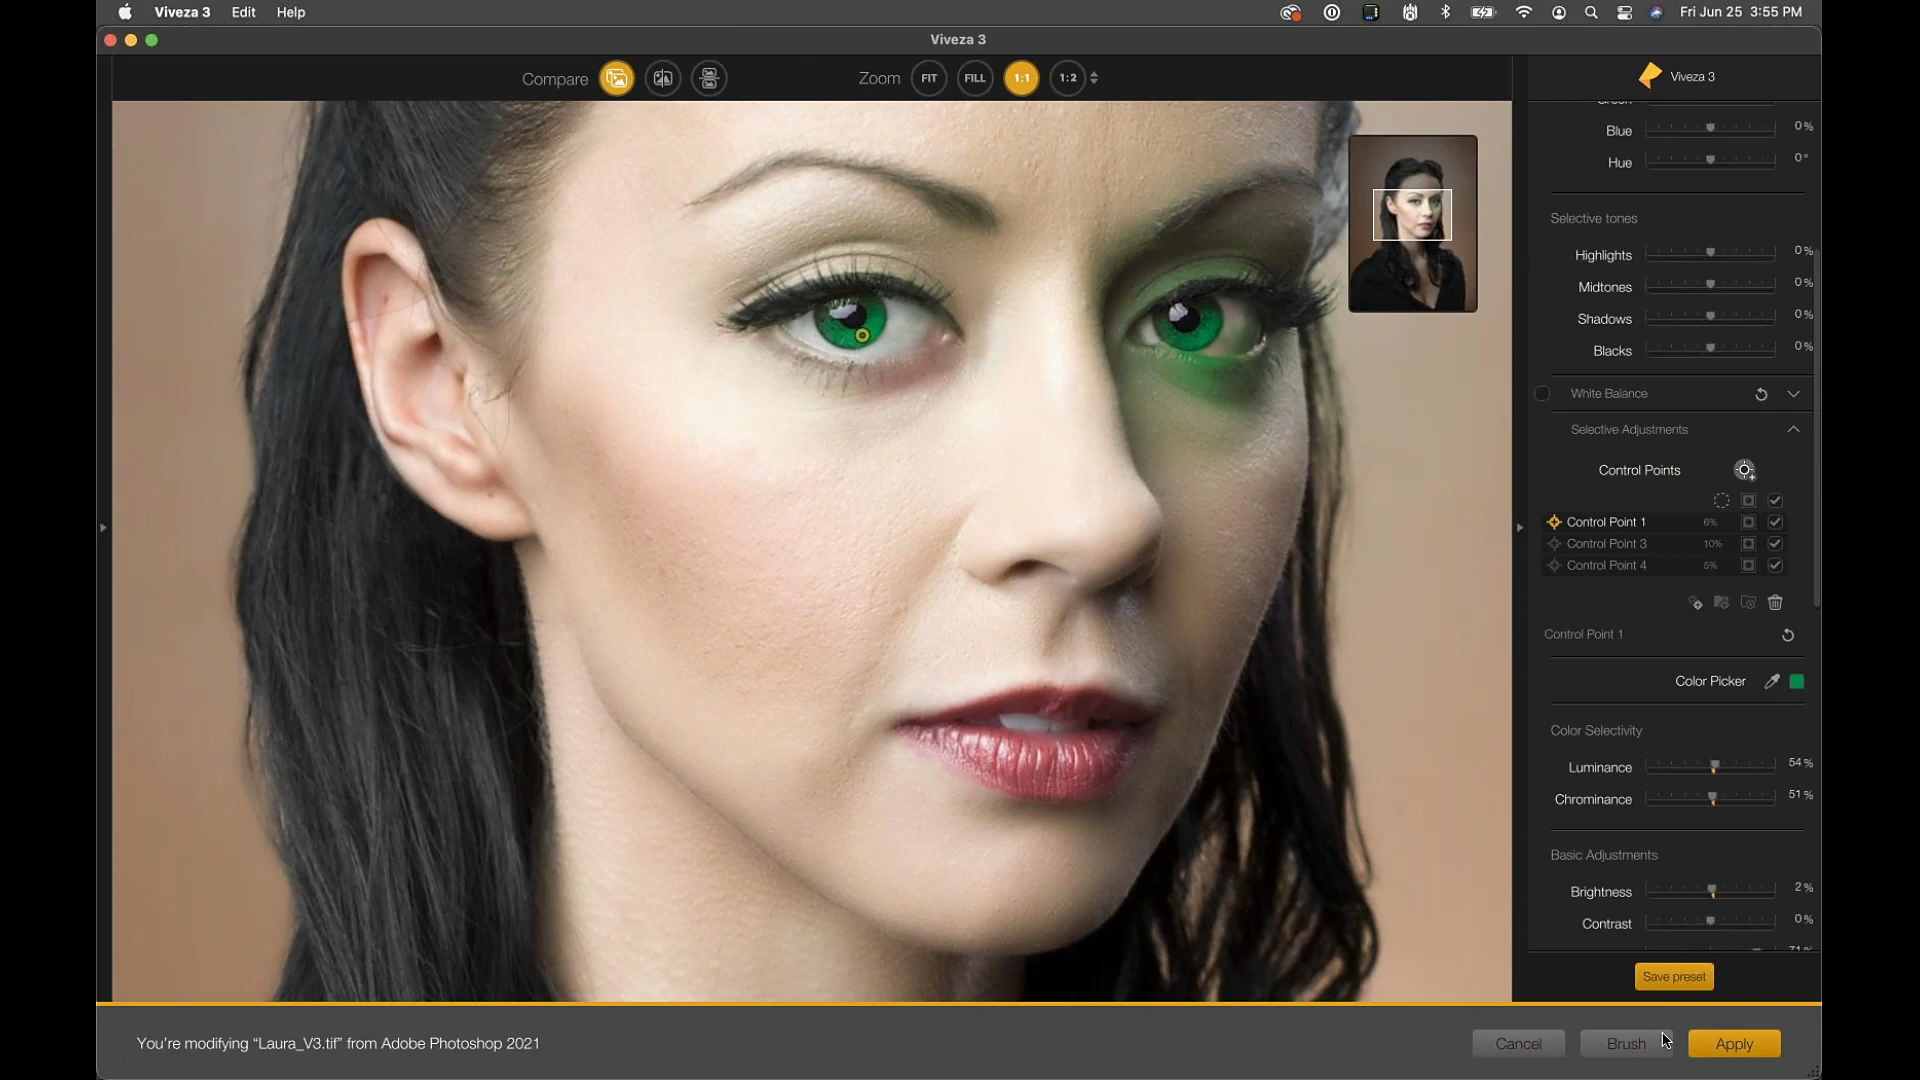 Viveza 3 Edit Help Fri Jun 25 3:55 PM
Viveza 3
Compare Zoom FIT FILL 1:1 1:2
Viveza 3
Green
Blue 0%
Hue 0°
Selective tones
Highlights 0%
Midtones 0%
Shadows 0%
Blacks 0%
White Balance
Selective Adjustments
Control Points
Control Point 1 6%
Control Point 3 10%
Control Point 4 5%
Control Point 1
Color Picker
Color Selectivity
Luminance 54%
Chrominance 51%
Basic Adjustments
Brightness 2%
Contrast 0%
71%
Save preset
You're modifying “Laura_V3.tif” from Adobe Photoshop 2021
Cancel Brush Apply